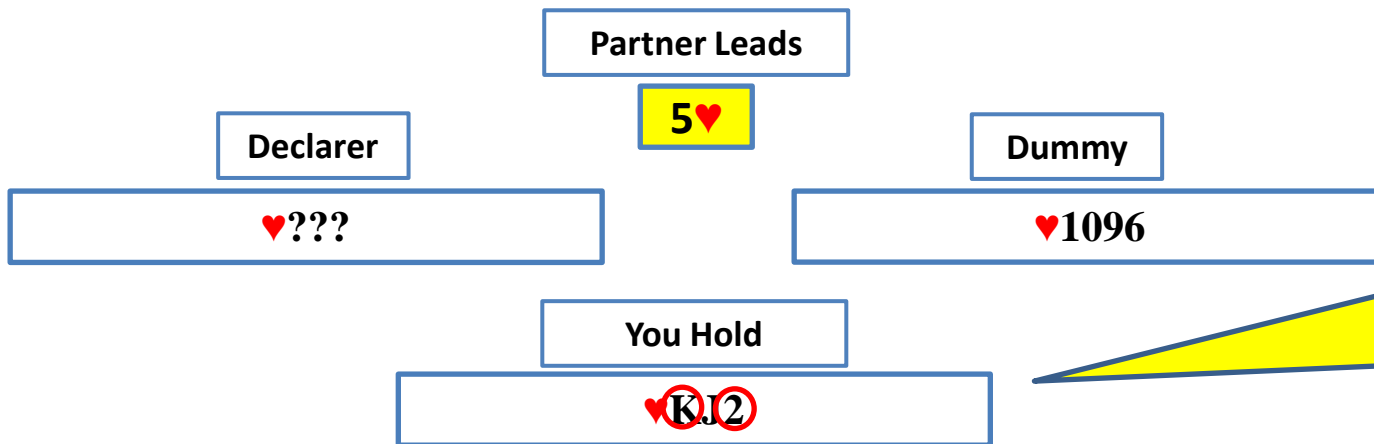 Partner Leads
5♥
Declarer
Dummy
♥???
♥1096
You Hold
♥KJ2